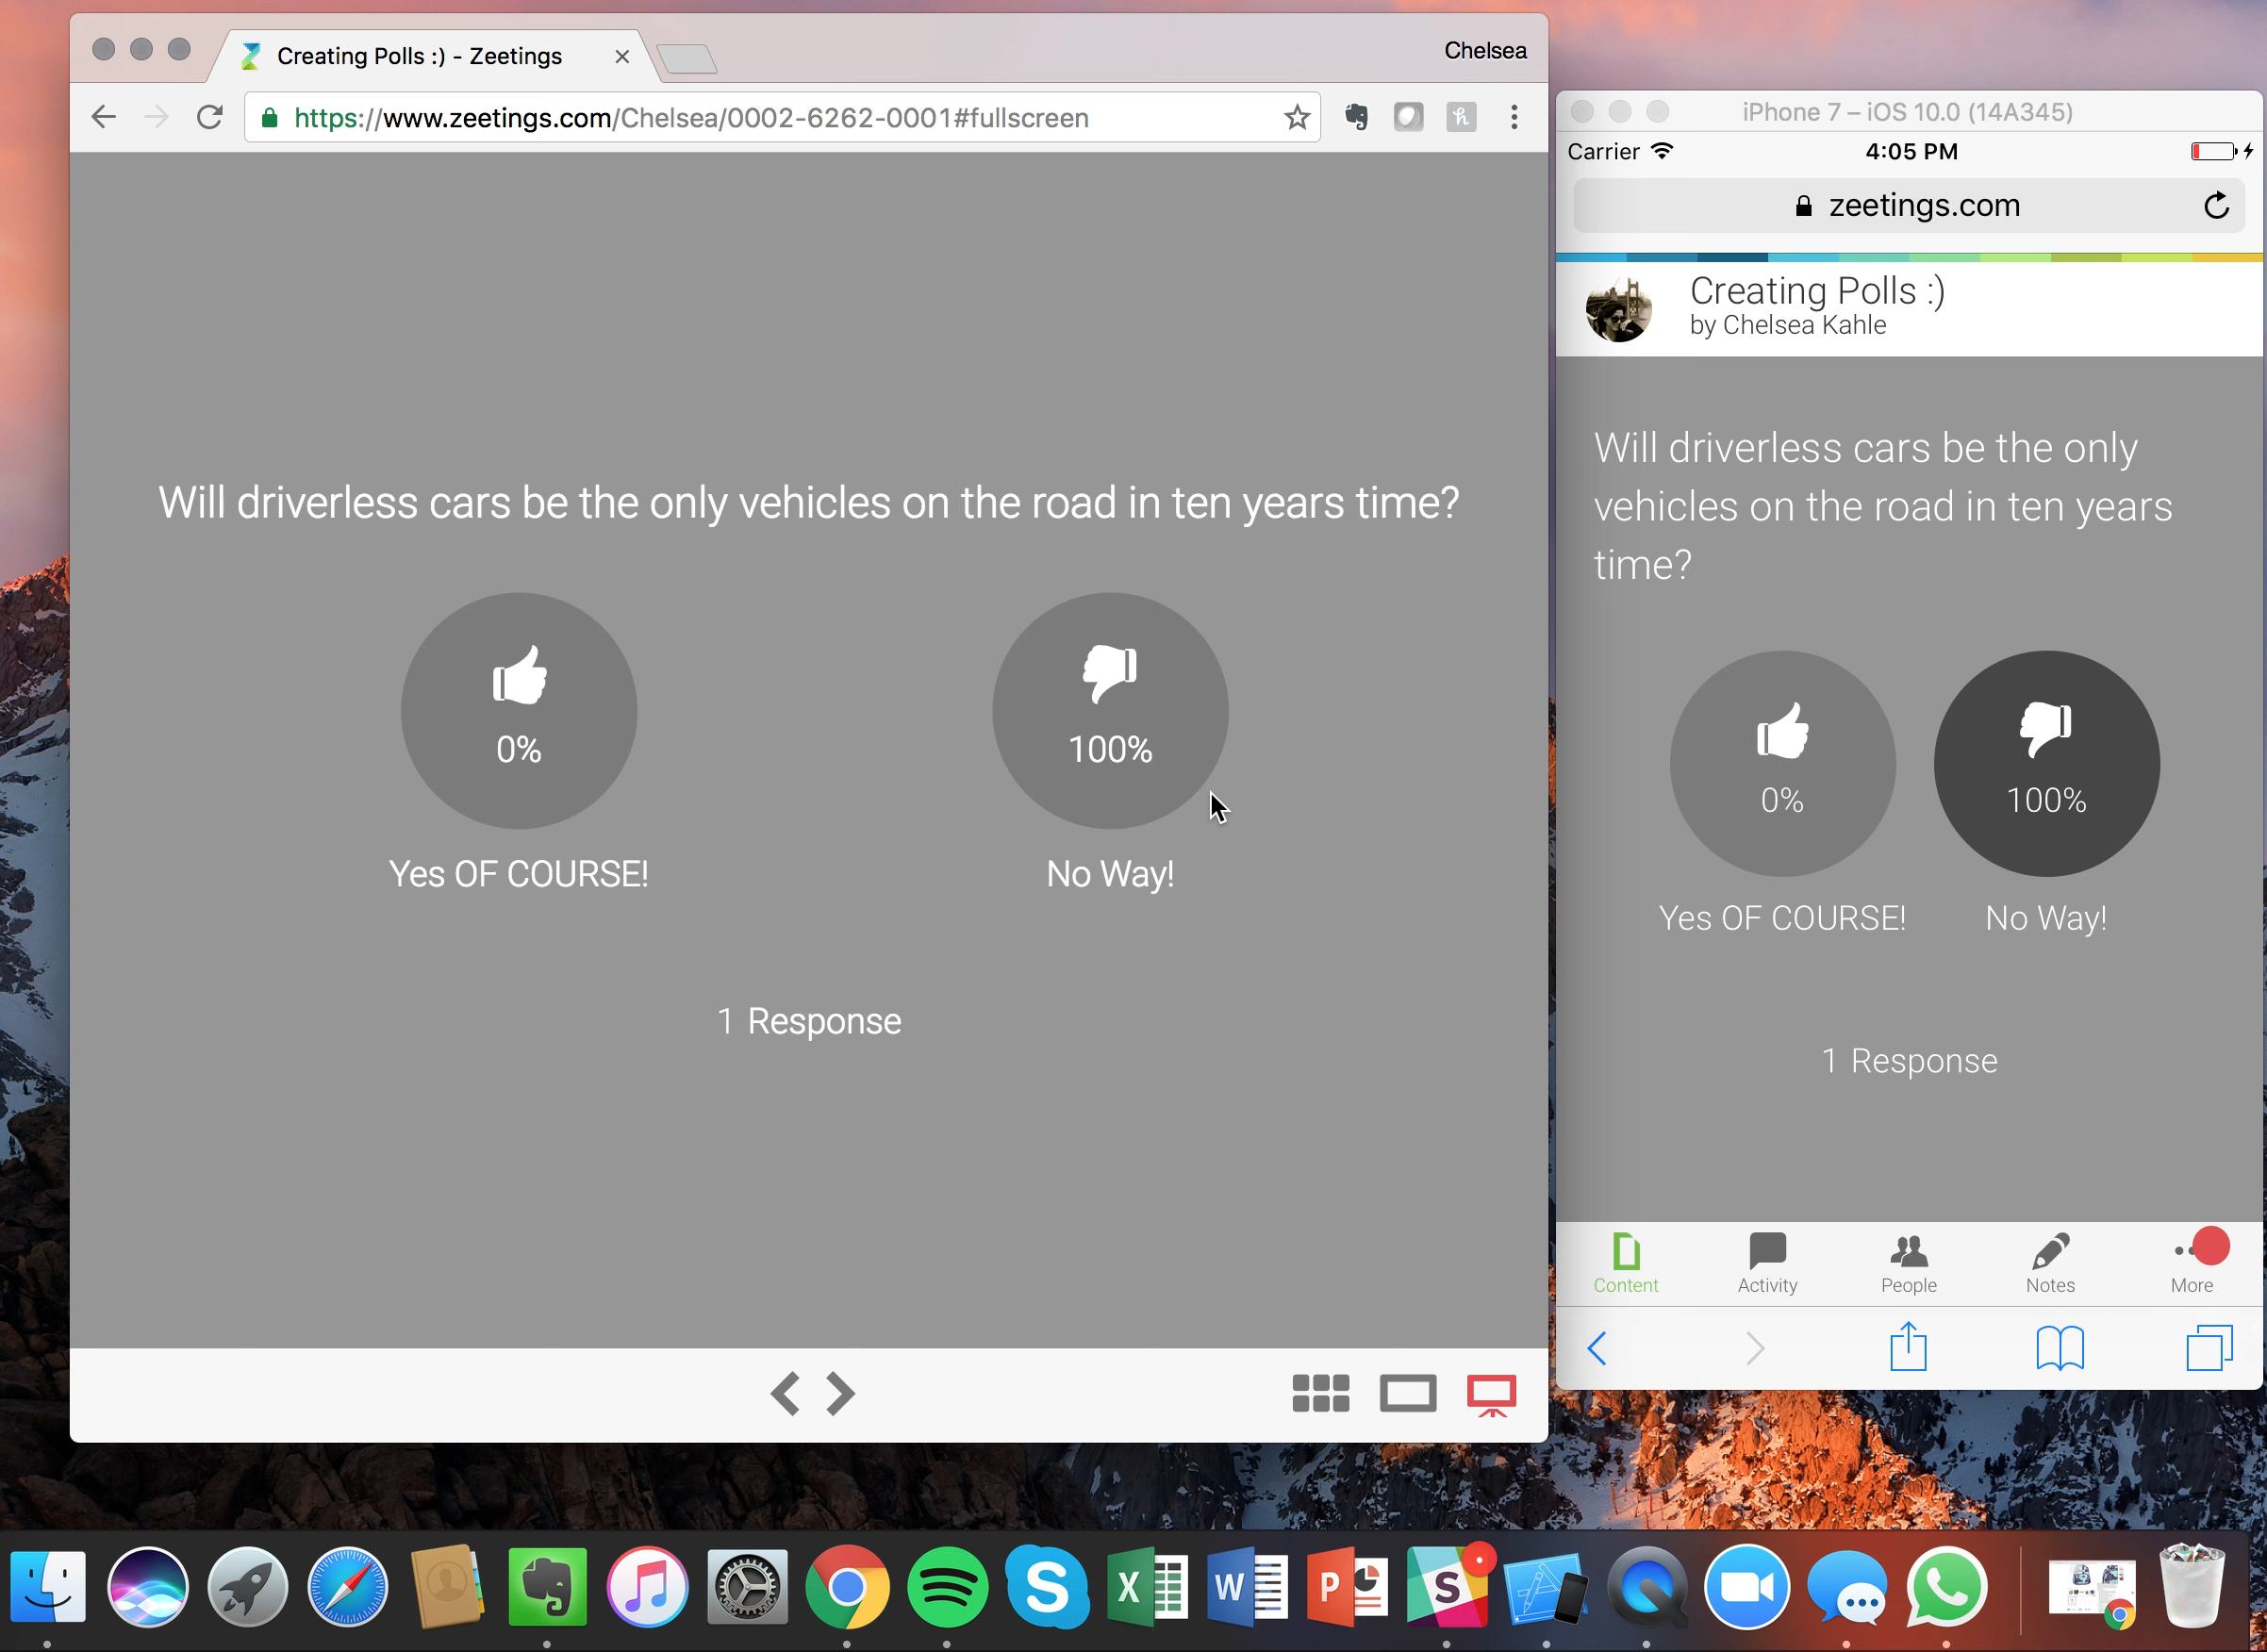 Creating Polls :) - Zeetings
Chelsea
https://www.zeetings.com/Chelsea/0002-6262-0001#fullscreen
Will driverless cars be the only vehicles on the road in ten years time?
0%
100%
Yes OF COURSE!
No Way!
1 Response
iPhone 7 – iOS 10.0 (14A345)
Carrier
4:05 PM
zeetings.com
Creating Polls :)
by Chelsea Kahle
Will driverless cars be the only
vehicles on the road in ten years
time?
0%
100%
Yes OF COURSE!
No Way!
1 Response
Content
Activity
People
Notes
More